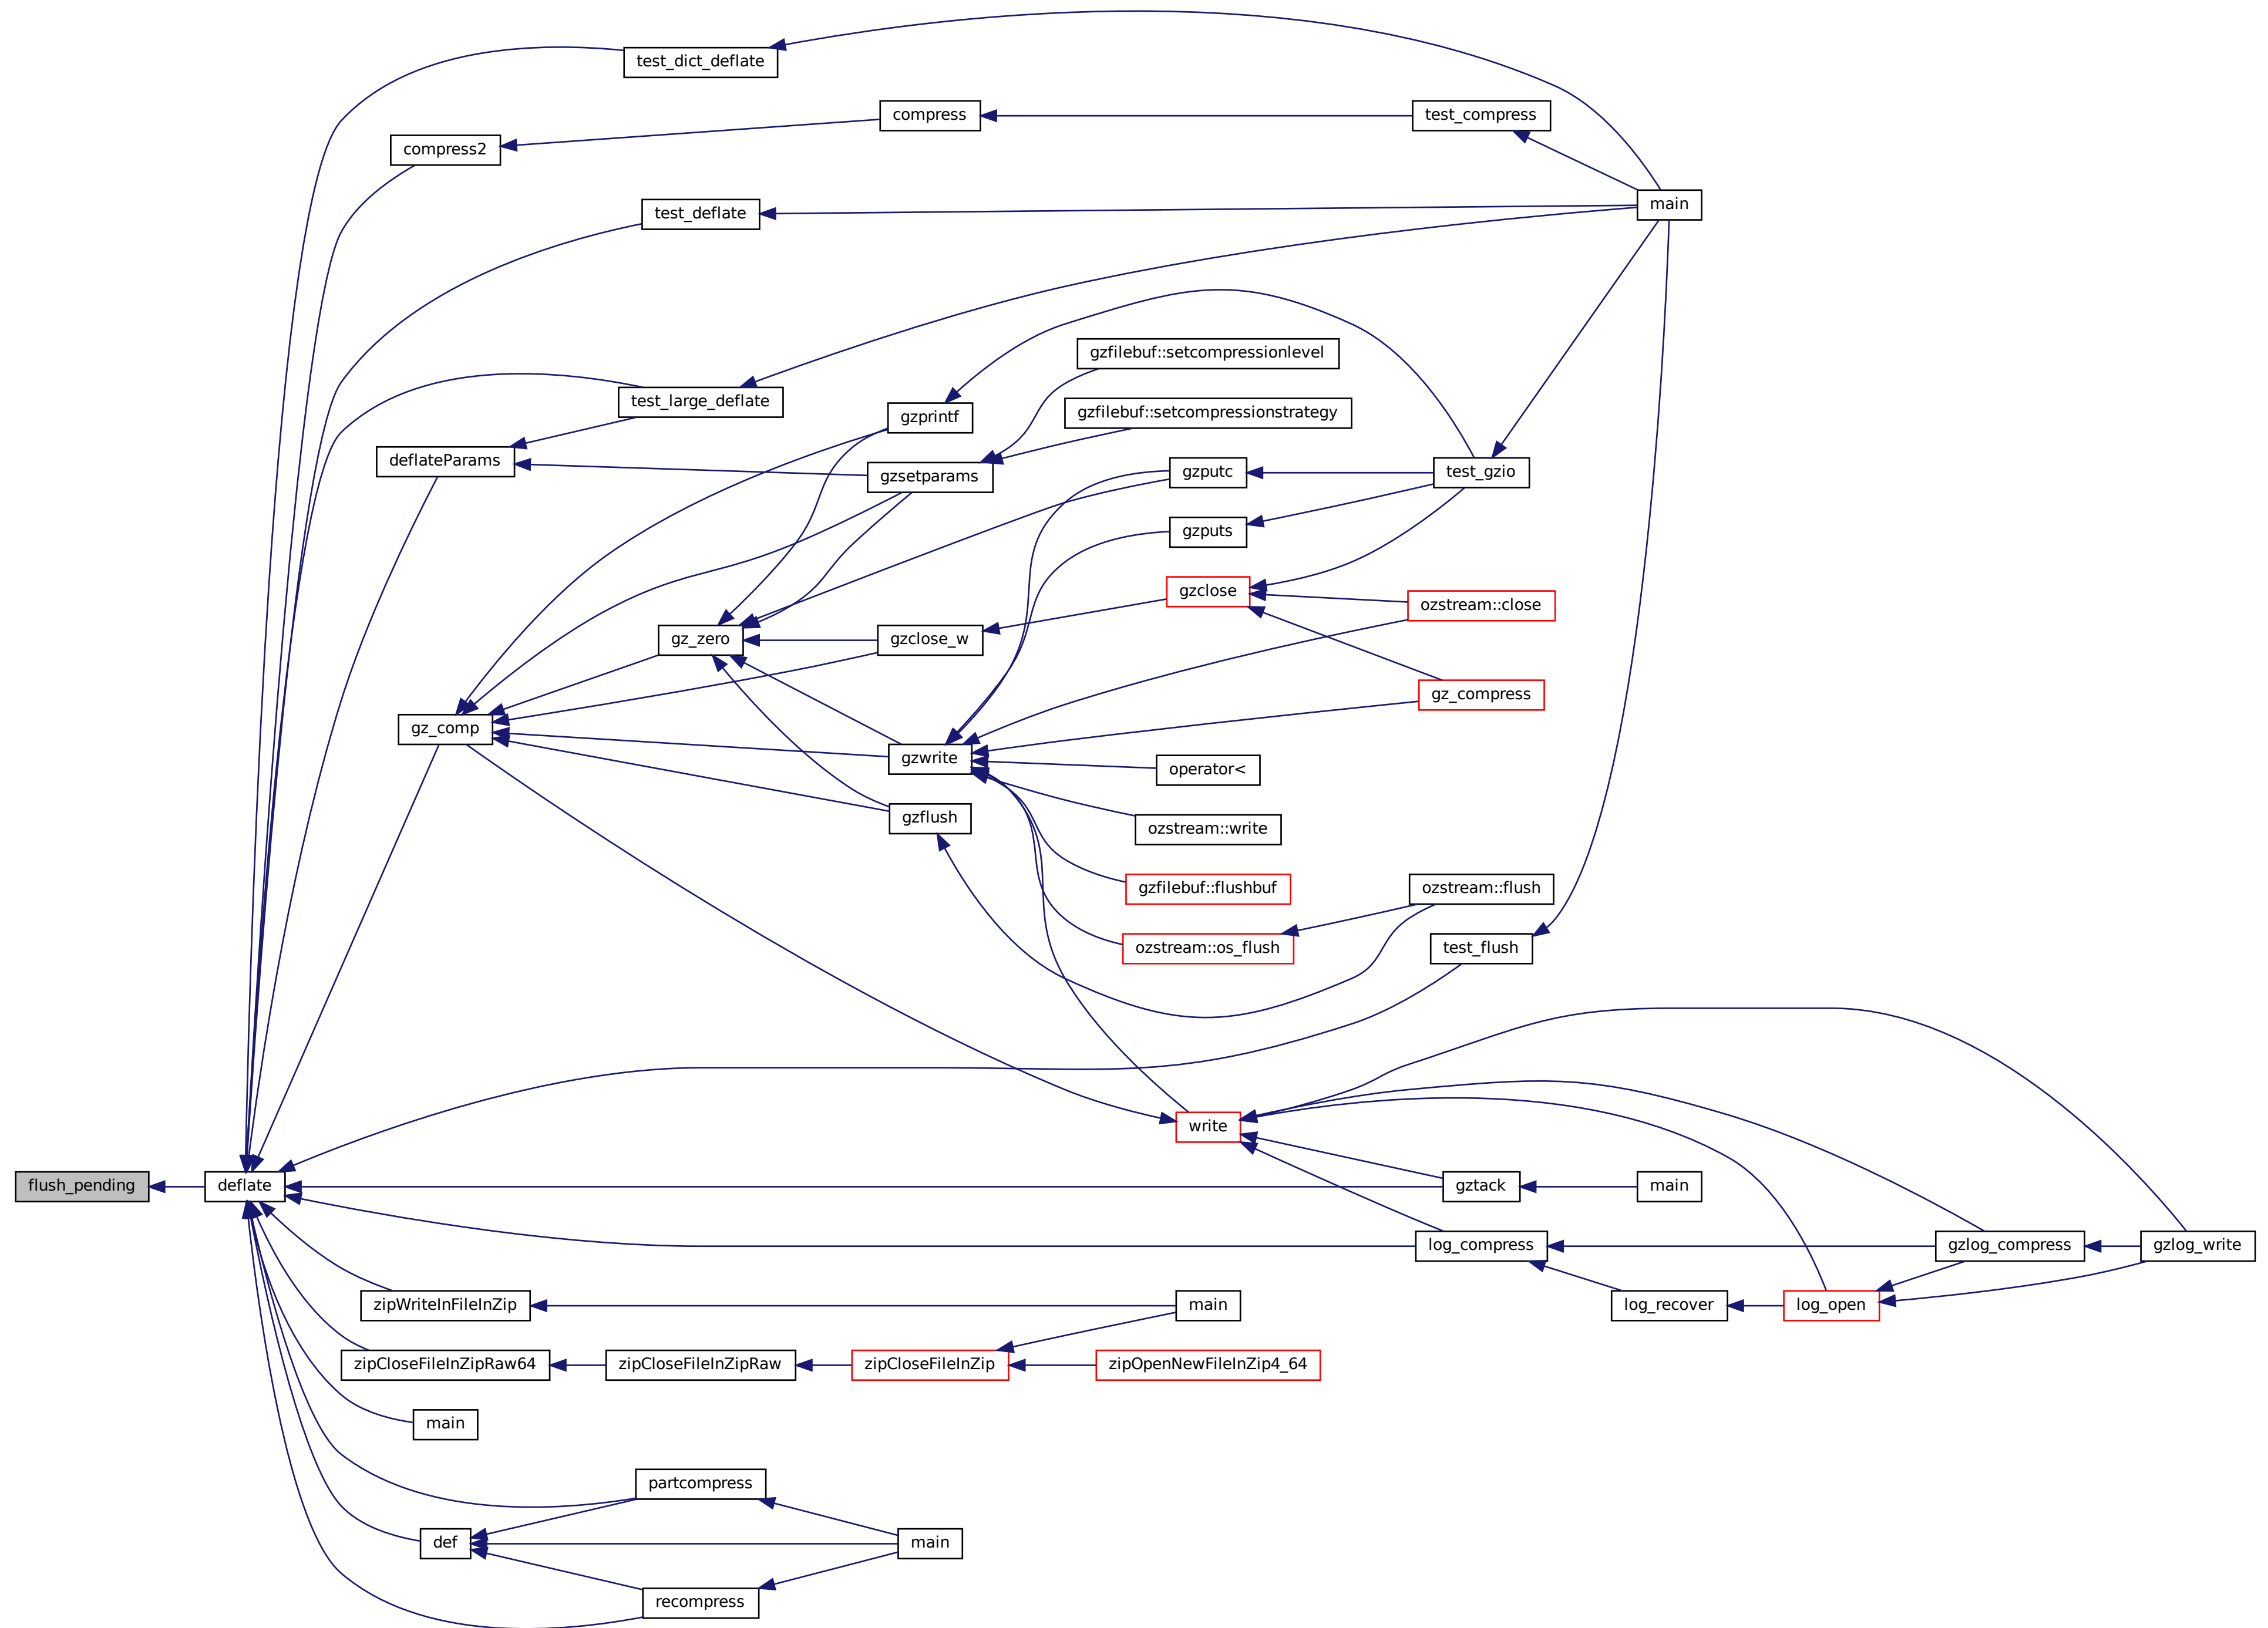 test_dict_deflate
compress
test_compress
compress2
main
test_deflate
gzfilebuf::setcompressionlevel
test_large_deflate
gzprintf
gzfilebuf::setcompressionstrategy
deflateParams
gzsetparams
gzputc
test_gzio
gzputs
gzclose
ozstream::close
gz_zero
gzclose_w
gz_compress
gz_comp
gzwrite
operator<
gzflush
ozstream::write
gzfilebuf::flushbuf
ozstream::flush
ozstream::os_flush
test_flush
write
flush_pending
deflate
gztack
main
log_compress
gzlog_compress
gzlog_write
zipWriteInFileInZip
main
log_recover
log_open
zipCloseFileInZipRaw64
zipCloseFileInZipRaw
zipCloseFileInZip
zipOpenNewFileInZip4_64
main
partcompress
def
main
recompress